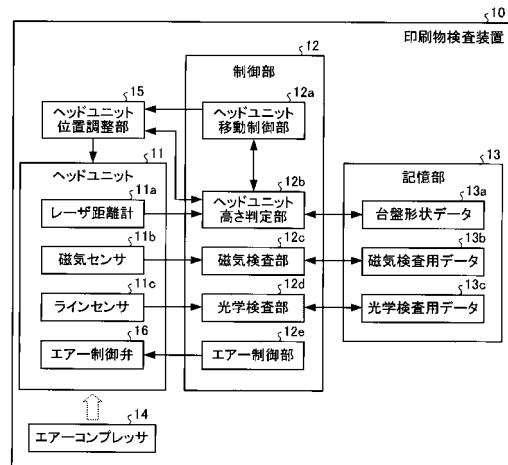 10
印刷物検査装置
12
制御部
15
ヘッドユニット
位置調整部
12a
ヘッドユニット
移動制御部
11
ヘッドユニット
11a
レーザ距離計
12b
ヘッドユニット
高さ判定部
13
記憶部
13a
台盤形状データ
11b
磁気センサ
12c
磁気検査部
13b
磁気検査用データ
11c
ラインセンサ
12d
光学検査部
13c
光学検査用データ
16
エアー制御弁
12e
エアー制御部
14
エアーコンプレッサ